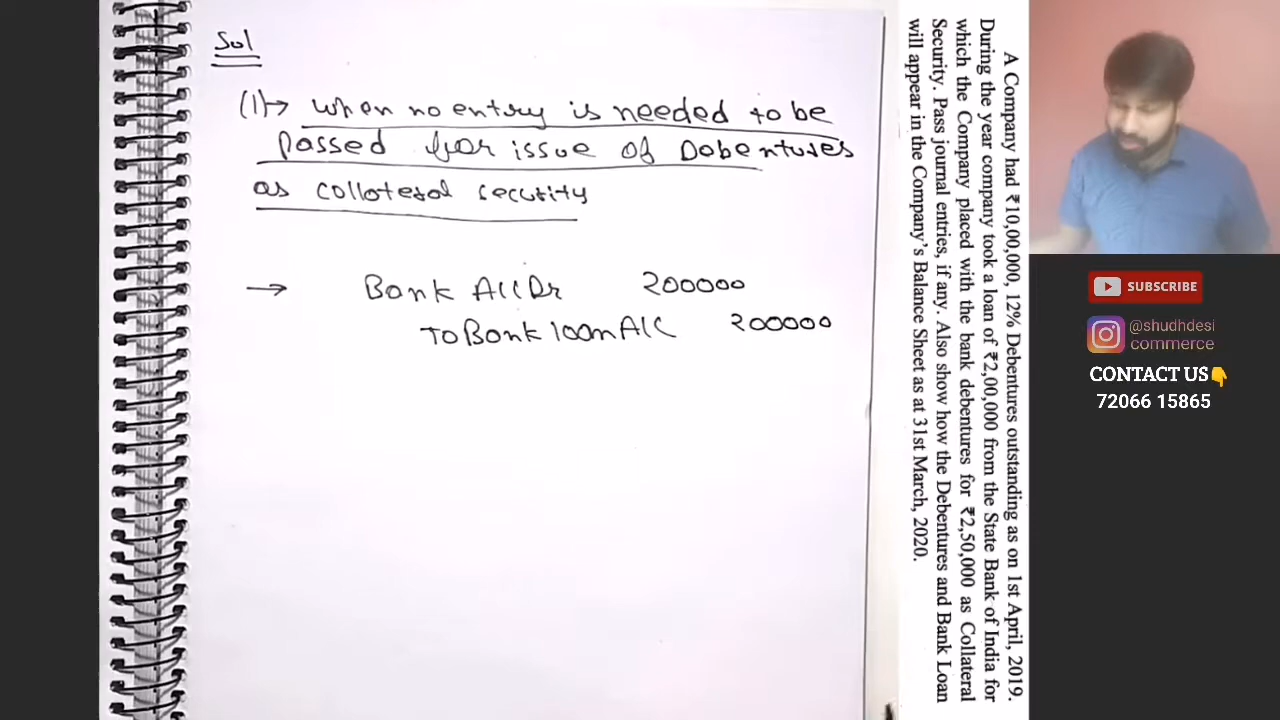 Sol
(1)→ when no entry is needed to be
passed for issue of Debentures
as collateral security
→ Bank A/c Dr 200000
To Bank loan A/c 200000
A Company had ₹10,00,000, 12% Debentures outstanding as on 1st April, 2019.
During the year company took a loan of ₹2,00,000 from the State Bank of India for
which the Company placed with the bank debentures for ₹2,50,000 as Collateral
Security. Pass journal entries, if any. Also show how the Debentures and Bank Loan
will appear in the Company's Balance Sheet as at 31st March, 2020.
SUBSCRIBE
@shudhdesi
commerce
CONTACT US👇
72066 15865